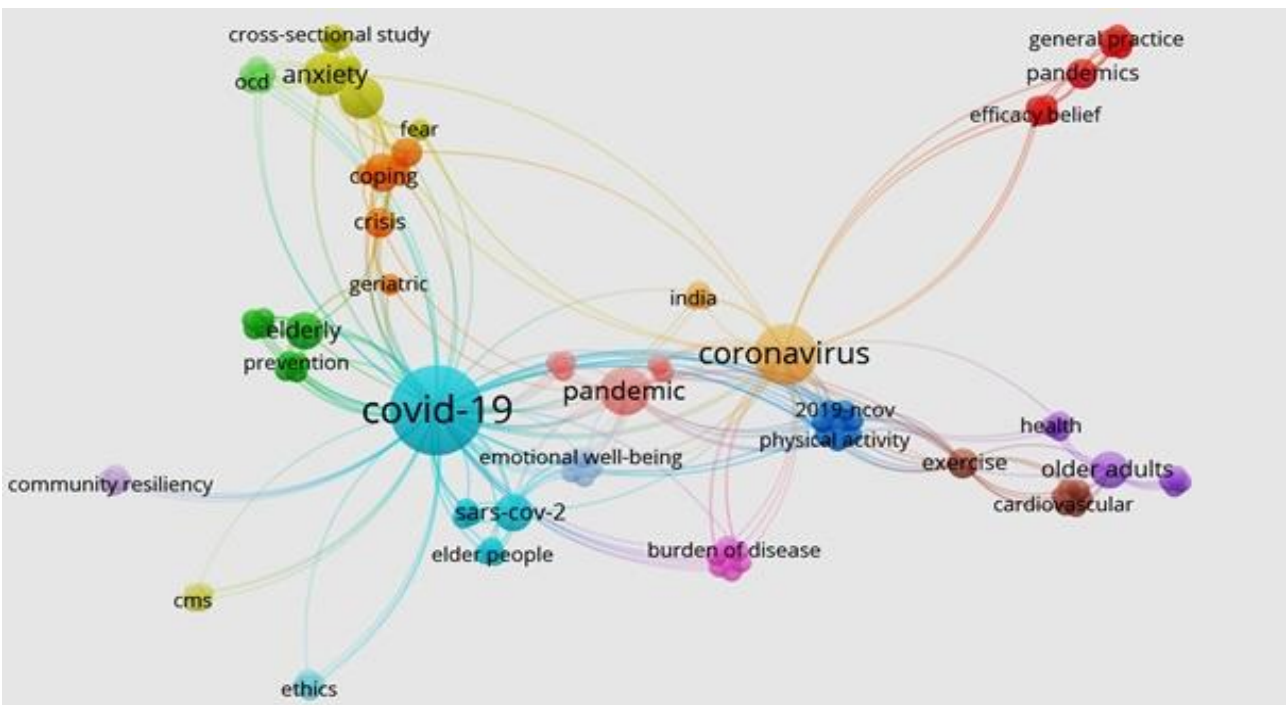 cross-sectional study
general practice
ocd
anxiety
pandemics
efficacy belief
fear
coping
crisis
geriatric
india
elderly
prevention
coronavirus
pandemic
covid-19
2019-ncov
physical activity
health
emotional well-being
exercise
older adults
community resiliency
cardiovascular
sars-cov-2
elder people
burden of disease
cms
ethics